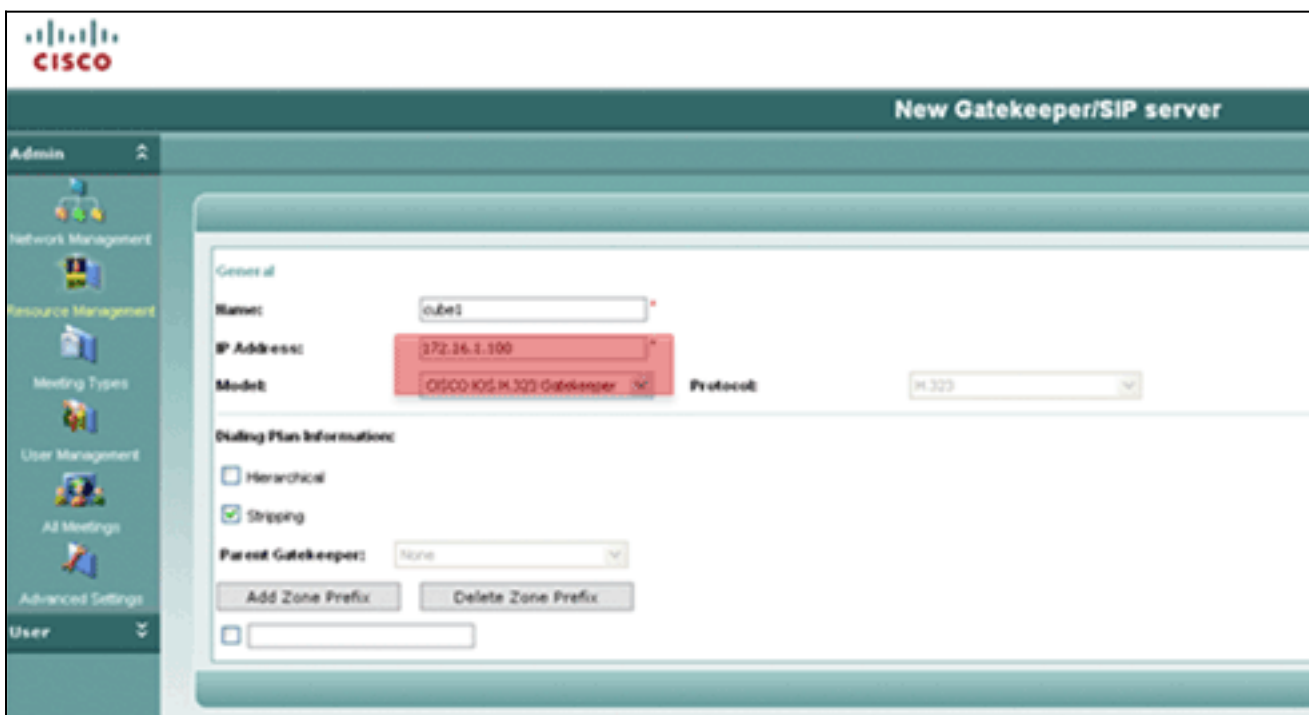 CISCO
New Gatekeeper/SIP server
Admin
Network Management
Resource Management
Meeting Types
User Management
All Meetings
Advanced Settings
User
General
Name: cube1 *
IP Address: 172.16.1.100 *
Model: CISCO IOS H.323 Gatekeeper Protocol: H.323
Dialing Plan Information:
Hierarchical
Stripping
Parent Gatekeeper: None
Add Zone Prefix Delete Zone Prefix